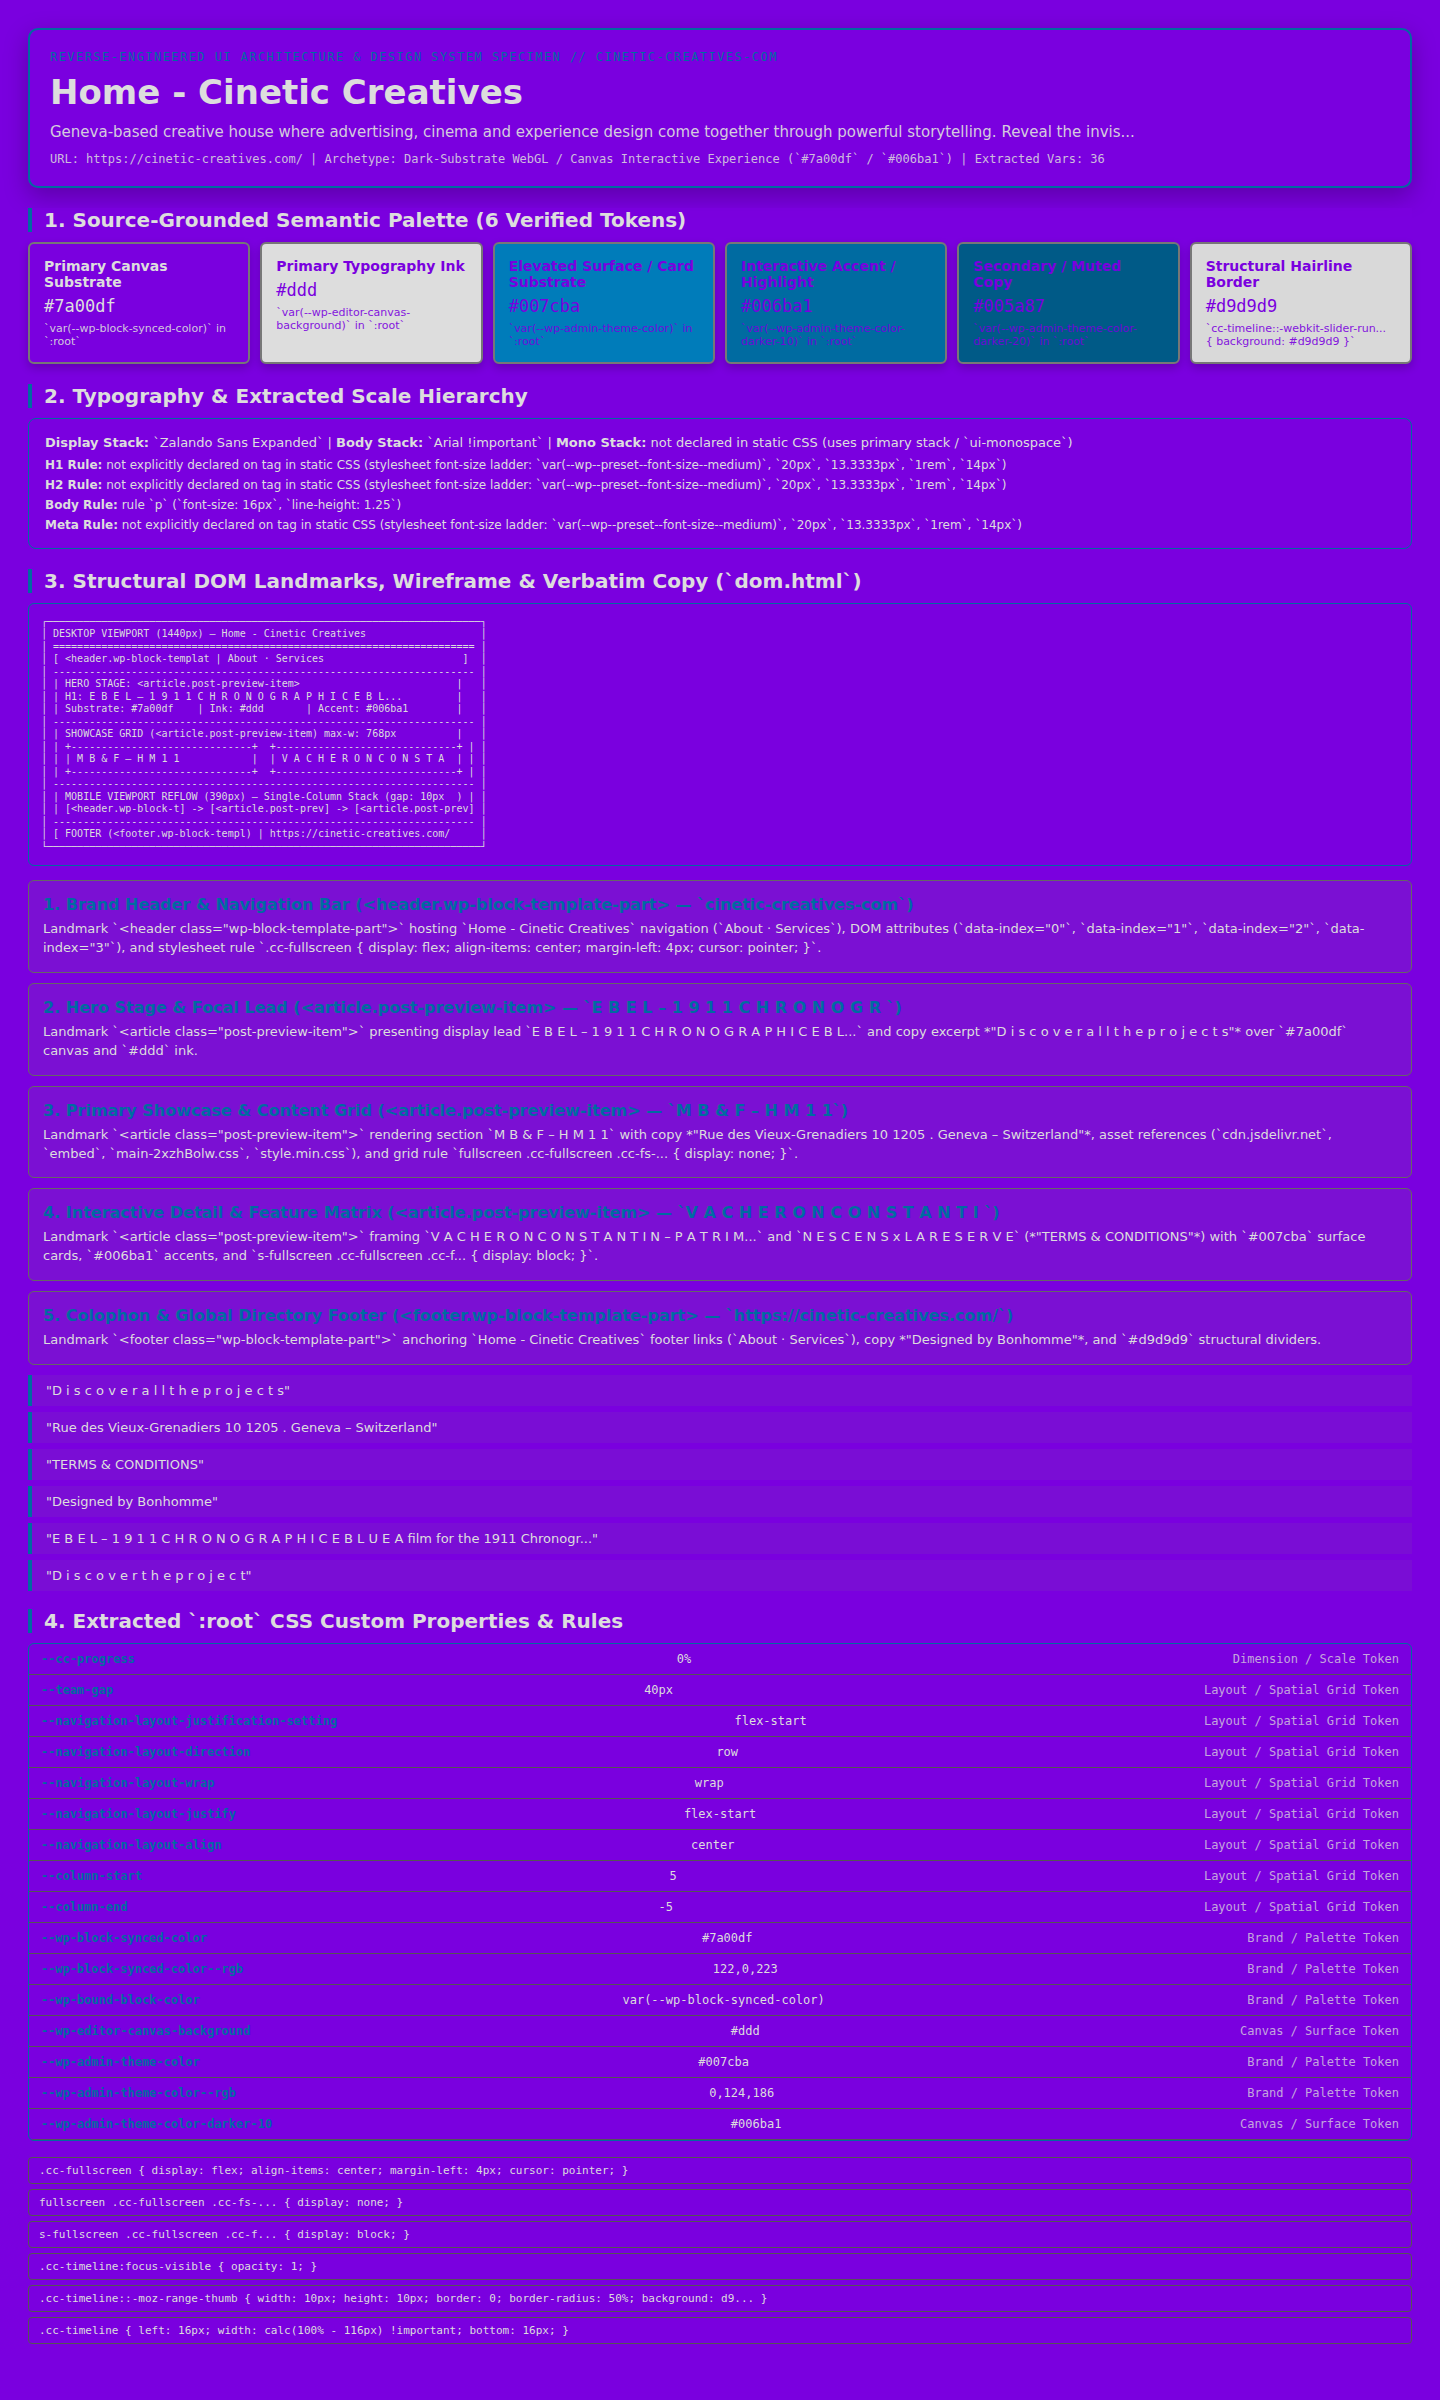 REVERSE-ENGINEERED UI ARCHITECTURE & DESIGN SYSTEM SPECIMEN // CINETIC-CREATIVES-COM
Home - Cinetic Creatives
Geneva-based creative house where advertising, cinema and experience design come together through powerful storytelling. Reveal the invis...
URL: https://cinetic-creatives.com/ | Archetype: Dark-Substrate WebGL / Canvas Interactive Experience (`#7a00df` / `#006ba1`) | Extracted Vars: 36
1. Source-Grounded Semantic Palette (6 Verified Tokens)
Primary Canvas
Substrate
#7a00df
`var(--wp-block-synced-color)` in
`:root`
Primary Typography Ink
#ddd
`var(--wp-editor-canvas-
background)` in `:root`
Elevated Surface / Card
Substrate
#007cba
`var(--wp-admin-theme-color)` in
`:root`
Interactive Accent /
Highlight
#006ba1
`var(--wp-admin-theme-color-
darker-10)` in `:root`
Secondary / Muted
Copy
#005a87
`var(--wp-admin-theme-color-
darker-20)` in `:root`
Structural Hairline
Border
#d9d9d9
`cc-timeline::-webkit-slider-run...
{ background: #d9d9d9 }`
2. Typography & Extracted Scale Hierarchy
Display Stack: `Zalando Sans Expanded` | Body Stack: `Arial !important` | Mono Stack: not declared in static CSS (uses primary stack / `ui-monospace`)
H1 Rule: not explicitly declared on tag in static CSS (stylesheet font-size ladder: `var(--wp--preset--font-size--medium)`, `20px`, `13.3333px`, `1rem`, `14px`)
H2 Rule: not explicitly declared on tag in static CSS (stylesheet font-size ladder: `var(--wp--preset--font-size--medium)`, `20px`, `13.3333px`, `1rem`, `14px`)
Body Rule: rule `p` (`font-size: 16px`, `line-height: 1.25`)
Meta Rule: not explicitly declared on tag in static CSS (stylesheet font-size ladder: `var(--wp--preset--font-size--medium)`, `20px`, `13.3333px`, `1rem`, `14px`)
3. Structural DOM Landmarks, Wireframe & Verbatim Copy (`dom.html`)
DESKTOP VIEWPORT (1440px) — Home - Cinetic Creatives
======================================================================
[ <header.wp-block-templat | About · Services ]
----------------------------------------------------------------------
| HERO STAGE: <article.post-preview-item> |
| H1: E B E L – 1 9 1 1 C H R O N O G R A P H I C E B L... |
| Substrate: #7a00df | Ink: #ddd | Accent: #006ba1 |
----------------------------------------------------------------------
| SHOWCASE GRID (<article.post-preview-item) max-w: 768px |
| +------------------------------+ +------------------------------+ |
| | M B & F – H M 1 1 | | V A C H E R O N C O N S T A | |
| +------------------------------+ +------------------------------+ |
----------------------------------------------------------------------
| MOBILE VIEWPORT REFLOW (390px) — Single-Column Stack (gap: 10px ) |
| [<header.wp-block-t] -> [<article.post-prev] -> [<article.post-prev]
----------------------------------------------------------------------
[ FOOTER (<footer.wp-block-templ) | https://cinetic-creatives.com/
1. Brand Header & Navigation Bar (<header.wp-block-template-part> — `cinetic-creatives-com`)
Landmark `<header class="wp-block-template-part">` hosting `Home - Cinetic Creatives` navigation (`About · Services`), DOM attributes (`data-index="0"`, `data-index="1"`, `data-index="2"`, `data-
index="3"`), and stylesheet rule `.cc-fullscreen { display: flex; align-items: center; margin-left: 4px; cursor: pointer; }`.
2. Hero Stage & Focal Lead (<article.post-preview-item> — `E B E L – 1 9 1 1 C H R O N O G R `)
Landmark `<article class="post-preview-item">` presenting display lead `E B E L – 1 9 1 1 C H R O N O G R A P H I C E B L...` and copy excerpt *"D i s c o v e r a l l t h e p r o j e c t s"* over `#7a00df`
canvas and `#ddd` ink.
3. Primary Showcase & Content Grid (<article.post-preview-item> — `M B & F – H M 1 1`)
Landmark `<article class="post-preview-item">` rendering section `M B & F – H M 1 1` with copy *"Rue des Vieux-Grenadiers 10 1205 . Geneva – Switzerland"*, asset references (`cdn.jsdelivr.net`,
`embed`, `main-2xzhBolw.css`, `style.min.css`), and grid rule `fullscreen .cc-fullscreen .cc-fs-... { display: none; }`.
4. Interactive Detail & Feature Matrix (<article.post-preview-item> — `V A C H E R O N C O N S T A N T I `)
Landmark `<article class="post-preview-item">` framing `V A C H E R O N C O N S T A N T I N – P A T R I M...` and `N E S C E N S x L A R E S E R V E` (*"TERMS & CONDITIONS"*) with `#007cba` surface
cards, `#006ba1` accents, and `s-fullscreen .cc-fullscreen .cc-f... { display: block; }`.
5. Colophon & Global Directory Footer (<footer.wp-block-template-part> — `https://cinetic-creatives.com/`)
Landmark `<footer class="wp-block-template-part">` anchoring `Home - Cinetic Creatives` footer links (`About · Services`), copy *"Designed by Bonhomme"*, and `#d9d9d9` structural dividers.
"D i s c o v e r a l l t h e p r o j e c t s"
"Rue des Vieux-Grenadiers 10 1205 . Geneva – Switzerland"
"TERMS & CONDITIONS"
"Designed by Bonhomme"
"E B E L – 1 9 1 1 C H R O N O G R A P H I C E B L U E A film for the 1911 Chronogr..."
"D i s c o v e r t h e p r o j e c t"
4. Extracted `:root` CSS Custom Properties & Rules
--cc-progress 0% Dimension / Scale Token
--team-gap 40px Layout / Spatial Grid Token
--navigation-layout-justification-setting flex-start Layout / Spatial Grid Token
--navigation-layout-direction row Layout / Spatial Grid Token
--navigation-layout-wrap wrap Layout / Spatial Grid Token
--navigation-layout-justify flex-start Layout / Spatial Grid Token
--navigation-layout-align center Layout / Spatial Grid Token
--column-start 5 Layout / Spatial Grid Token
--column-end -5 Layout / Spatial Grid Token
--wp-block-synced-color #7a00df Brand / Palette Token
--wp-block-synced-color--rgb 122,0,223 Brand / Palette Token
--wp-bound-block-color var(--wp-block-synced-color) Brand / Palette Token
--wp-editor-canvas-background #ddd Canvas / Surface Token
--wp-admin-theme-color #007cba Brand / Palette Token
--wp-admin-theme-color--rgb 0,124,186 Brand / Palette Token
--wp-admin-theme-color-darker-10 #006ba1 Canvas / Surface Token
.cc-fullscreen { display: flex; align-items: center; margin-left: 4px; cursor: pointer; }
fullscreen .cc-fullscreen .cc-fs-... { display: none; }
s-fullscreen .cc-fullscreen .cc-f... { display: block; }
.cc-timeline:focus-visible { opacity: 1; }
.cc-timeline::-moz-range-thumb { width: 10px; height: 10px; border: 0; border-radius: 50%; background: d9... }
.cc-timeline { left: 16px; width: calc(100% - 116px) !important; bottom: 16px; }